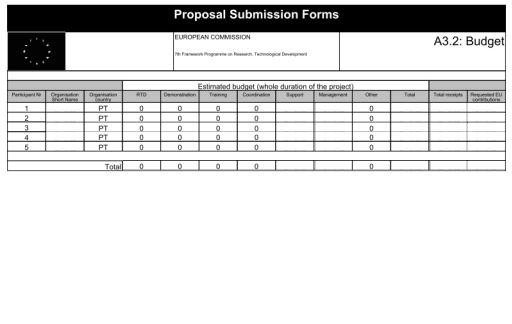 Proposal Submission Forms
EUROPEAN COMMISSION
7th Framework Programme on Research, Technological Development
A3.2: Budget
Estimated budget (whole duration of the project)
Participant Nr Organisation Short Name Organisation country RTD Demonstration Training Coordination Support Management Other Total Total receipts Requested EU contributions
1 PT 0 0 0 0 0
2 PT 0 0 0 0 0
3 PT 0 0 0 0 0
4 PT 0 0 0 0 0
5 PT 0 0 0 0 0
Total 0 0 0 0 0